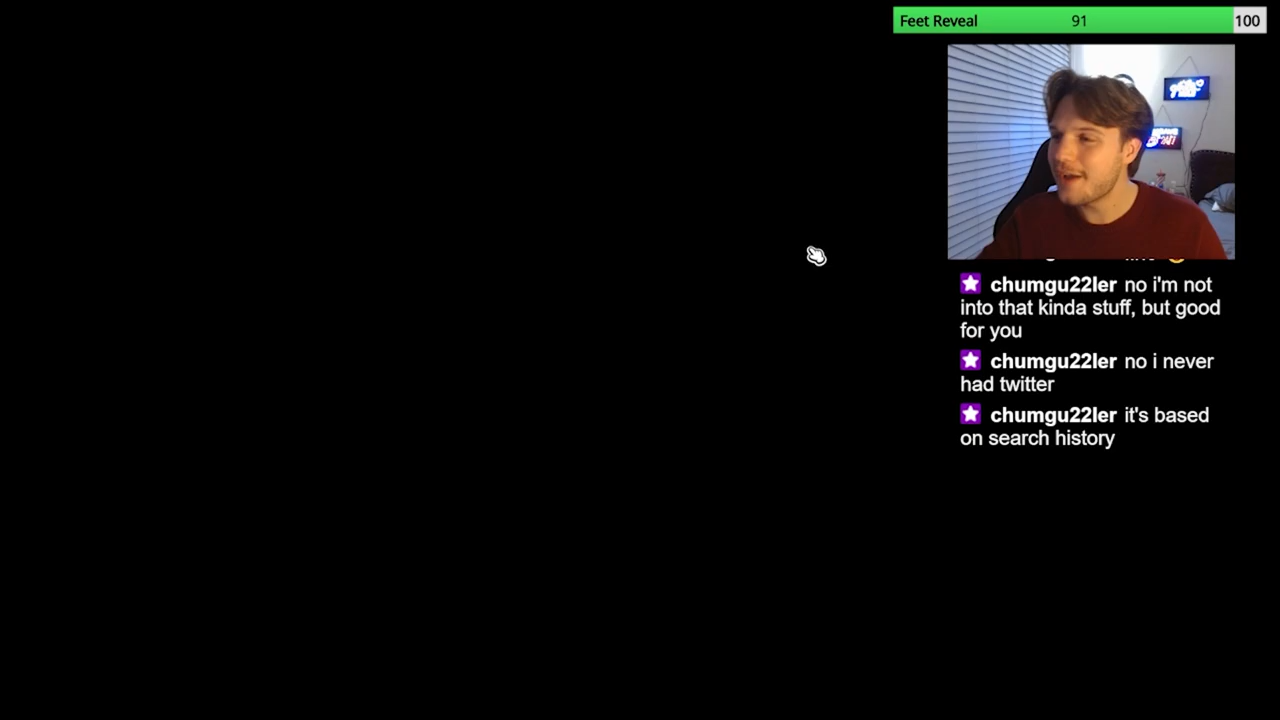 Feet Reveal 91 100
chumgu22ler no i'm not
into that kinda stuff, but good
for you
chumgu22ler no i never
had twitter
chumgu22ler it's based
on search history